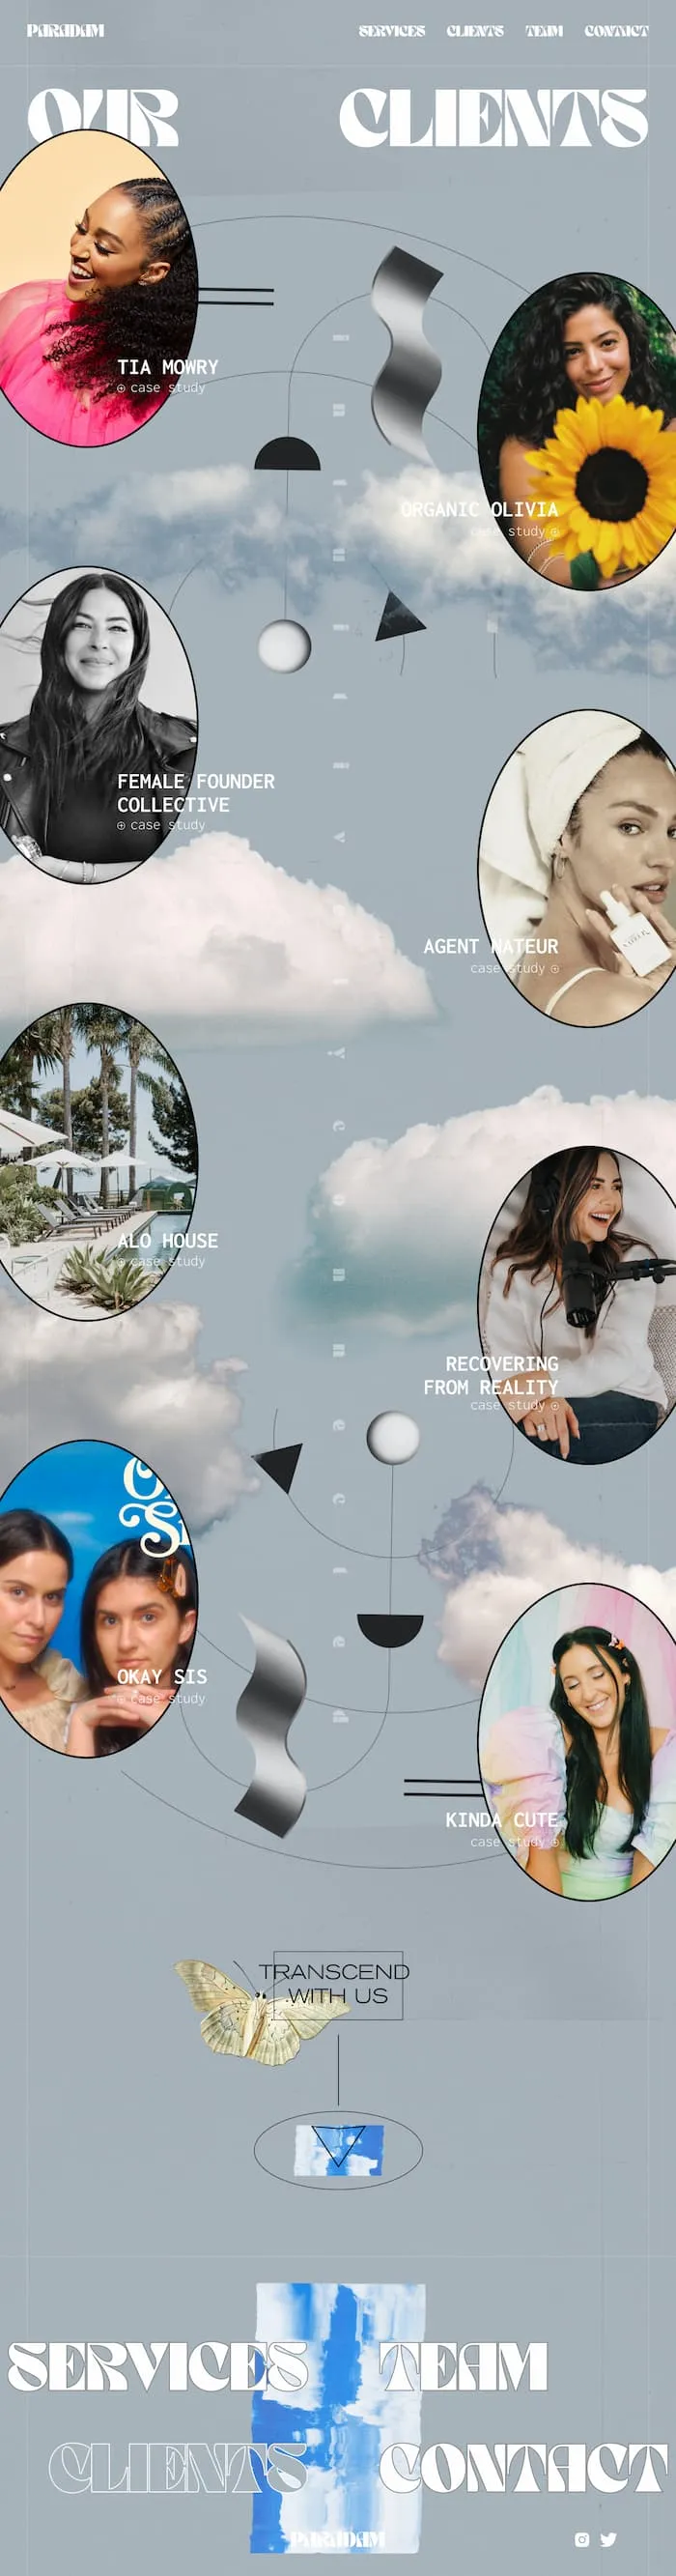 PARADAM
SERVICES CLIENTS TEAM CONTACT
OUR CLIENTS
TIA MOWRY
case study
ORGANIC OLIVIA
case study
FEMALE FOUNDER
COLLECTIVE
case study
AGENT NATEUR
case study
ALO HOUSE
case study
RECOVERING
FROM REALITY
case study
OKAY SIS
case study
KINDA CUTE
case study
TRANSCEND
WITH US
SERVICES TEAM
CLIENTS CONTACT
PARADAM